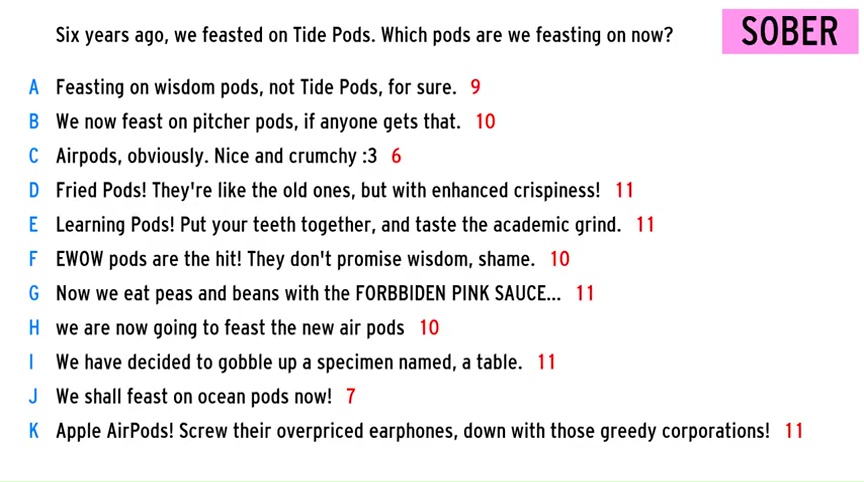 Six years ago, we feasted on Tide Pods. Which pods are we feasting on now?
SOBER
A Feasting on wisdom pods, not Tide Pods, for sure. 9
B We now feast on pitcher pods, if anyone gets that. 10
C Airpods, obviously. Nice and crumchy :3 6
D Fried Pods! They're like the old ones, but with enhanced crispiness! 11
E Learning Pods! Put your teeth together, and taste the academic grind. 11
F EWOW pods are the hit! They don't promise wisdom, shame. 10
G Now we eat peas and beans with the FORBBIDEN PINK SAUCE... 11
H we are now going to feast the new air pods 10
I We have decided to gobble up a specimen named, a table. 11
J We shall feast on ocean pods now! 7
K Apple AirPods! Screw their overpriced earphones, down with those greedy corporations! 11